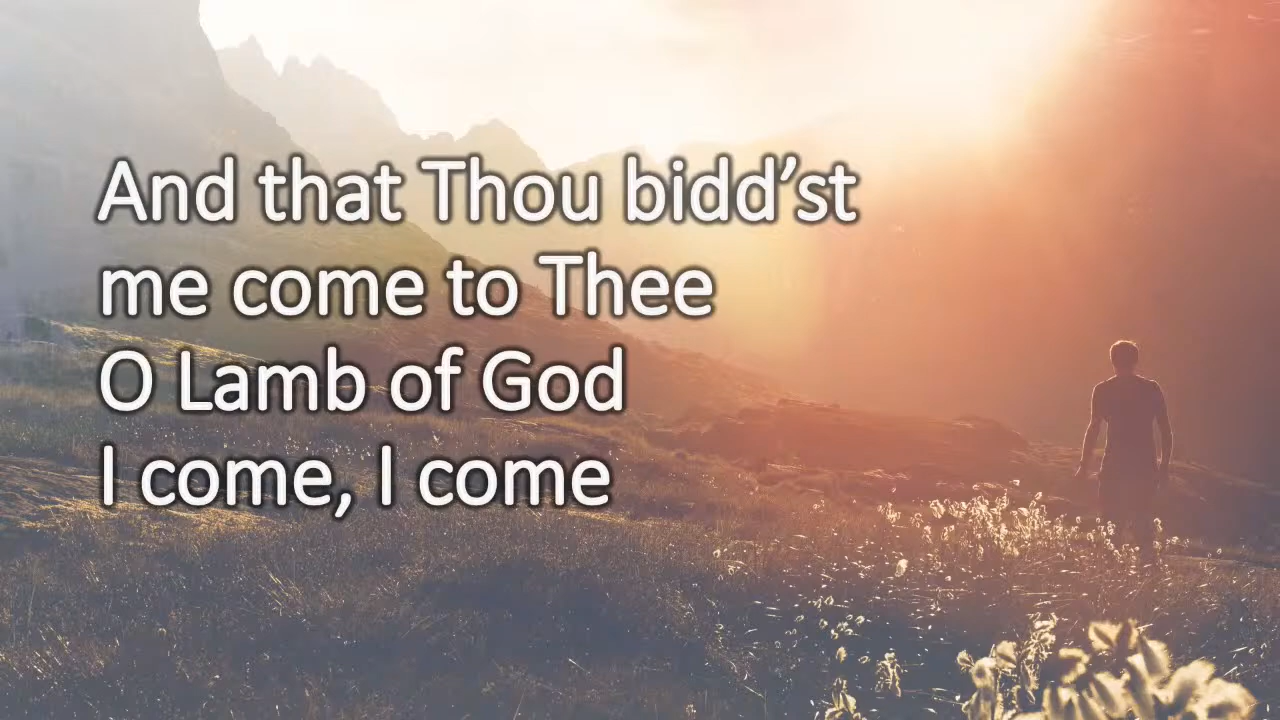 And that Thou bidd’st
me come to Thee
O Lamb of God
I come, I come